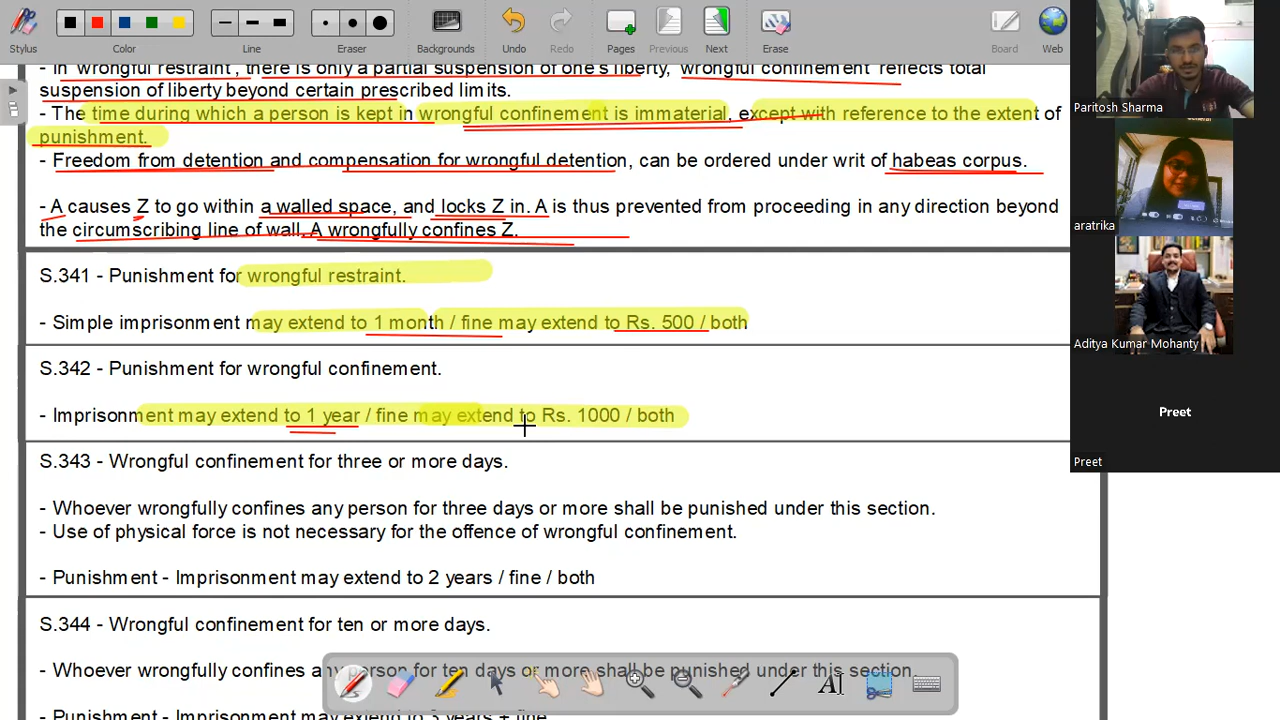 Stylus
Color
Line
Eraser
Backgrounds
Undo
Redo
Pages
Previous
Next
Erase
Board
Web
- In wrongful restraint , there is only a partial suspension of one's liberty, wrongful confinement reflects total
suspension of liberty beyond certain prescribed limits.
- The time during which a person is kept in wrongful confinement is immaterial, except with reference to the extent of
punishment.
- Freedom from detention and compensation for wrongful detention, can be ordered under writ of habeas corpus.
- A causes Z to go within a walled space, and locks Z in. A is thus prevented from proceeding in any direction beyond
the circumscribing line of wall. A wrongfully confines Z.
S.341 - Punishment for wrongful restraint.
- Simple imprisonment may extend to 1 month / fine may extend to Rs. 500 / both
S.342 - Punishment for wrongful confinement.
- Imprisonment may extend to 1 year / fine may extend to Rs. 1000 / both
S.343 - Wrongful confinement for three or more days.
- Whoever wrongfully confines any person for three days or more shall be punished under this section.
- Use of physical force is not necessary for the offence of wrongful confinement.
- Punishment - Imprisonment may extend to 2 years / fine / both
S.344 - Wrongful confinement for ten or more days.
- Whoever wrongfully confines any person for ten days or more shall be punished under this section.
- Punishment - Imprisonment may extend to 3 years + fine
Paritosh Sharma
aratrika
Aditya Kumar Mohanty
Preet
Preet